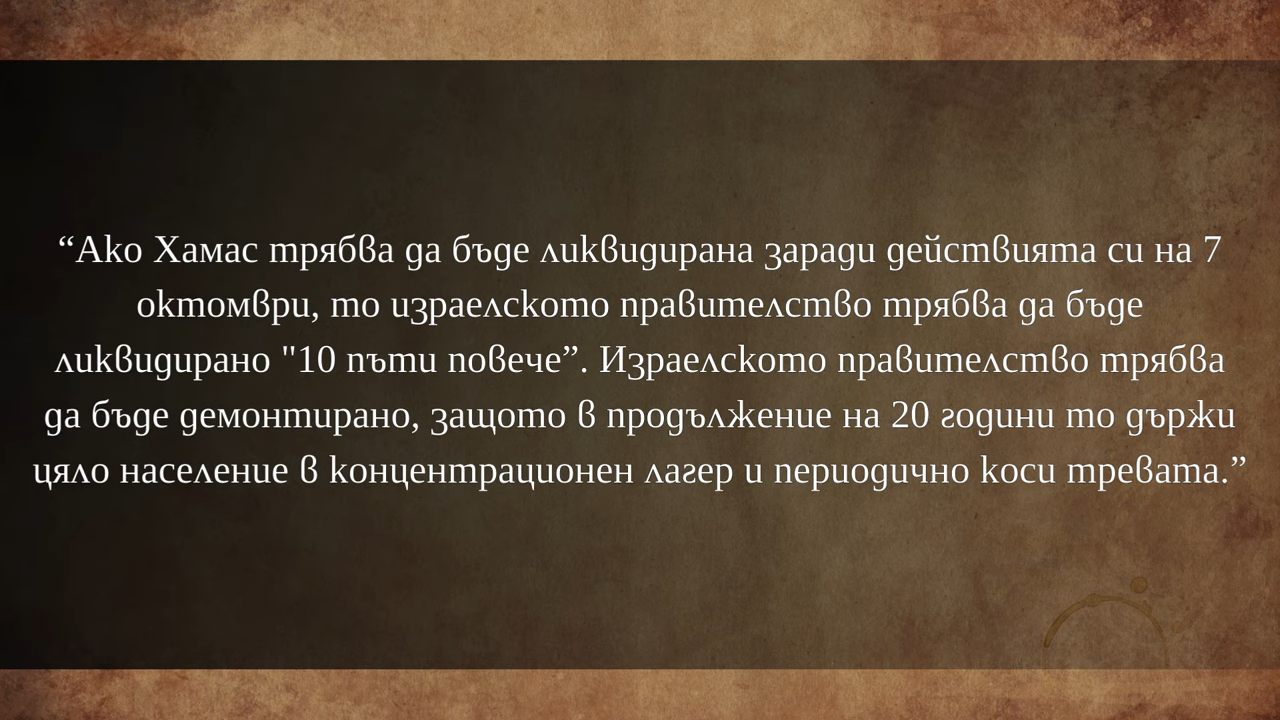 “Ако Хамас трябва да бъде ликвидирана заради действията си на 7
октомври, то израелското правителство трябва да бъде
ликвидирано "10 пъти повече”. Израелското правителство трябва
да бъде демонтирано, защото в продължение на 20 години то държи
цяло население в концентрационен лагер и периодично коси тревата.”